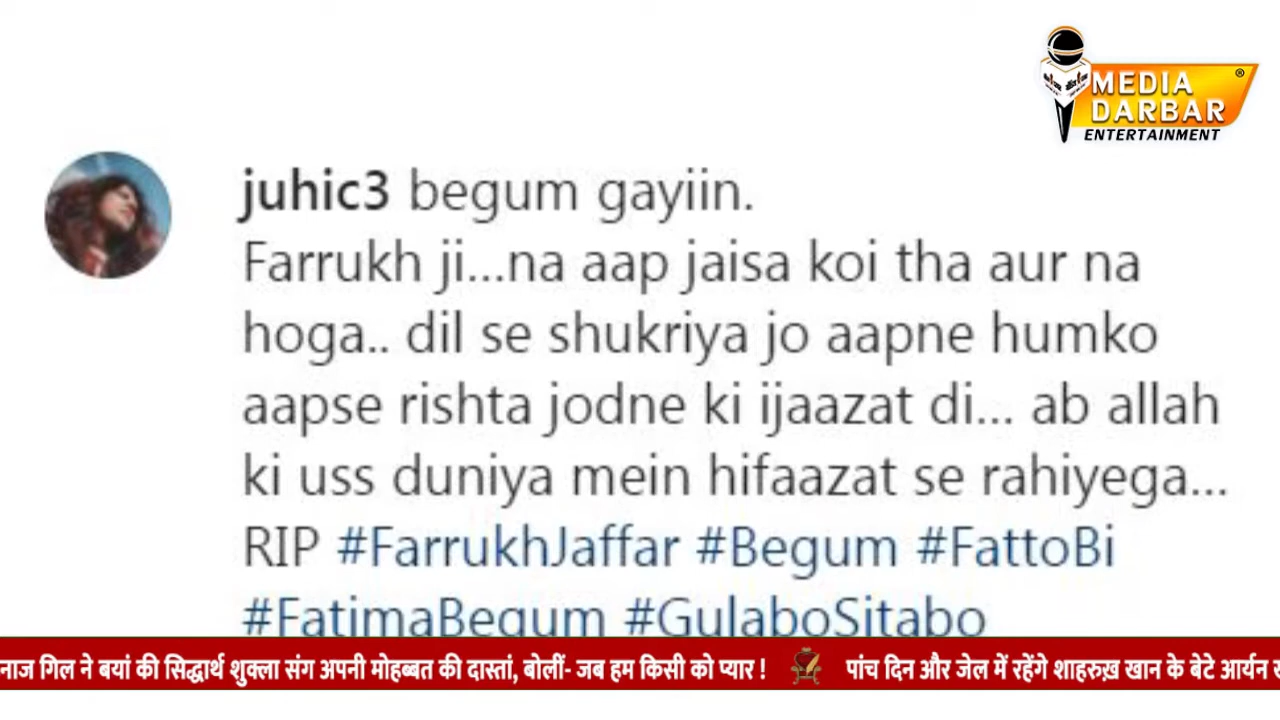 MEDIA
DARBAR
ENTERTAINMENT
juhic3 begum gayiin.
Farrukh ji...na aap jaisa koi tha aur na
hoga.. dil se shukriya jo aapne humko
aapse rishta jodne ki ijaazat di... ab allah
ki uss duniya mein hifaazat se rahiyega...
RIP #FarrukhJaffar #Begum #FattoBi
#FatimaBegum #GulaboSitabo
नाज गिल ने बयां की सिद्धार्थ शुक्ला संग अपनी मोहब्बत की दास्तां, बोलीं- जब हम किसी को प्यार ! पांच दिन और जेल में रहेंगे शाहरुख़ खान के बेटे आर्यन